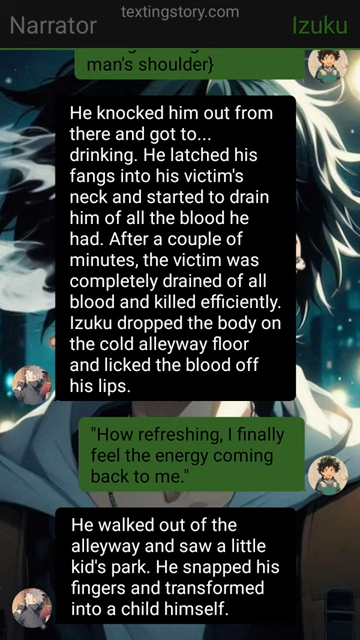 textingstory.com
Narrator
Izuku
man's shoulder}
He knocked him out from
there and got to...
drinking. He latched his
fangs into his victim's
neck and started to drain
him of all the blood he
had. After a couple of
minutes, the victim was
completely drained of all
blood and killed efficiently.
Izuku dropped the body on
the cold alleyway floor
and licked the blood off
his lips.
"How refreshing, I finally
feel the energy coming
back to me."
He walked out of the
alleyway and saw a little
kid's park. He snapped his
fingers and transformed
into a child himself.